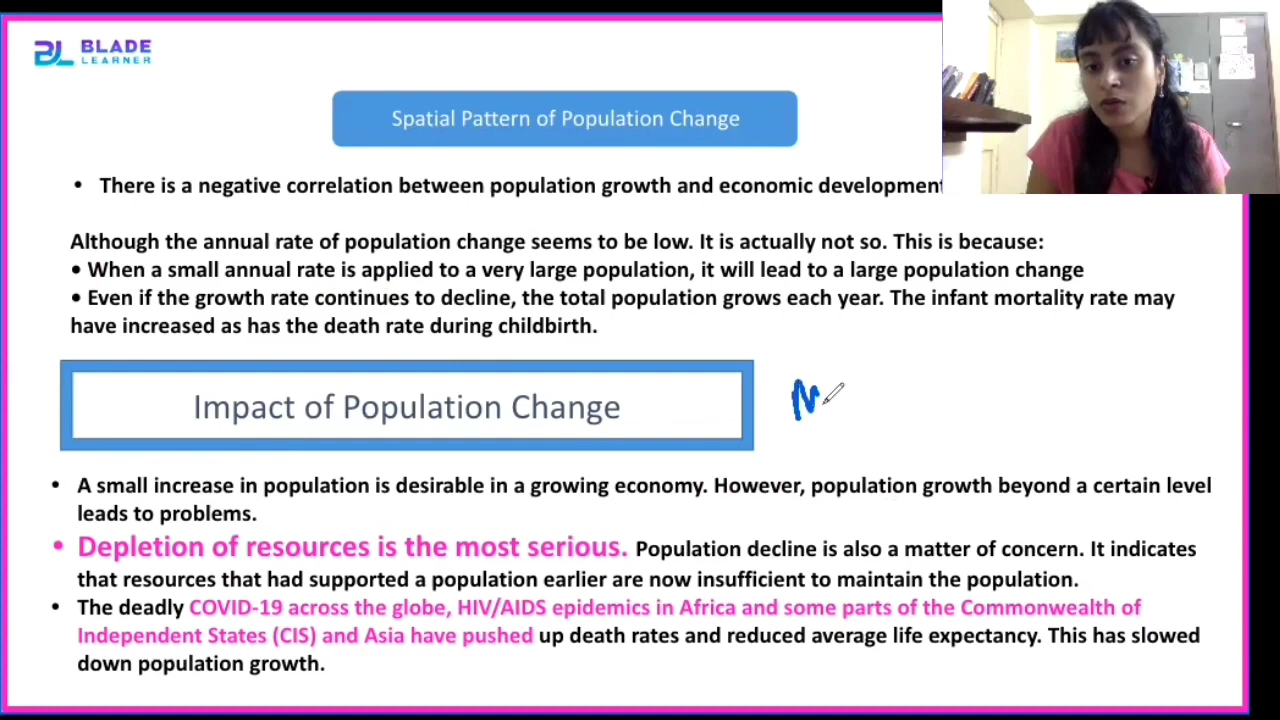 BLADE
LEARNER
Spatial Pattern of Population Change
• There is a negative correlation between population growth and economic development
Although the annual rate of population change seems to be low. It is actually not so. This is because:
• When a small annual rate is applied to a very large population, it will lead to a large population change
• Even if the growth rate continues to decline, the total population grows each year. The infant mortality rate may
have increased as has the death rate during childbirth.
Impact of Population Change
• A small increase in population is desirable in a growing economy. However, population growth beyond a certain level
leads to problems.
• Depletion of resources is the most serious. Population decline is also a matter of concern. It indicates
that resources that had supported a population earlier are now insufficient to maintain the population.
• The deadly COVID-19 across the globe, HIV/AIDS epidemics in Africa and some parts of the Commonwealth of
Independent States (CIS) and Asia have pushed up death rates and reduced average life expectancy. This has slowed
down population growth.